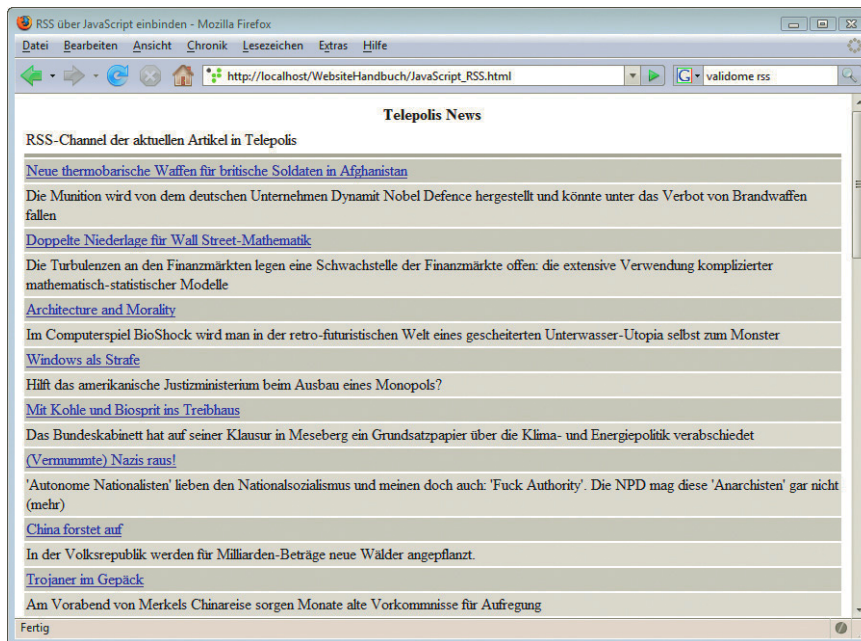 RSS über JavaScript einbinden - Mozilla Firefox
Datei Bearbeiten Ansicht Chronik Lesezeichen Extras Hilfe
http://localhost/WebsiteHandbuch/JavaScript_RSS.html
G validome rss
Telepolis News
RSS-Channel der aktuellen Artikel in Telepolis
Neue thermobarische Waffen für britische Soldaten in Afghanistan
Die Munition wird von dem deutschen Unternehmen Dynamit Nobel Defence hergestellt und könnte unter das Verbot von Brandwaffen
fallen
Doppelte Niederlage für Wall Street-Mathematik
Die Turbulenzen an den Finanzmärkten legen eine Schwachstelle der Finanzmärkte offen: die extensive Verwendung komplizierter
mathematisch-statistischer Modelle
Architecture and Morality
Im Computerspiel BioShock wird man in der retro-futuristischen Welt eines gescheiterten Unterwasser-Utopia selbst zum Monster
Windows als Strafe
Hilft das amerikanische Justizministerium beim Ausbau eines Monopols?
Mit Kohle und Biosprit ins Treibhaus
Das Bundeskabinett hat auf seiner Klausur in Meseberg ein Grundsatzpapier über die Klima- und Energiepolitik verabschiedet
(Vermummte) Nazis raus!
'Autonome Nationalisten' lieben den Nationalsozialismus und meinen doch auch: 'Fuck Authority'. Die NPD mag diese 'Anarchisten' gar nicht
(mehr)
China forstet auf
In der Volksrepublik werden für Milliarden-Beträge neue Wälder angepflanzt.
Trojaner im Gepäck
Am Vorabend von Merkels Chinareise sorgen Monate alte Vorkommnisse für Aufregung
Fertig